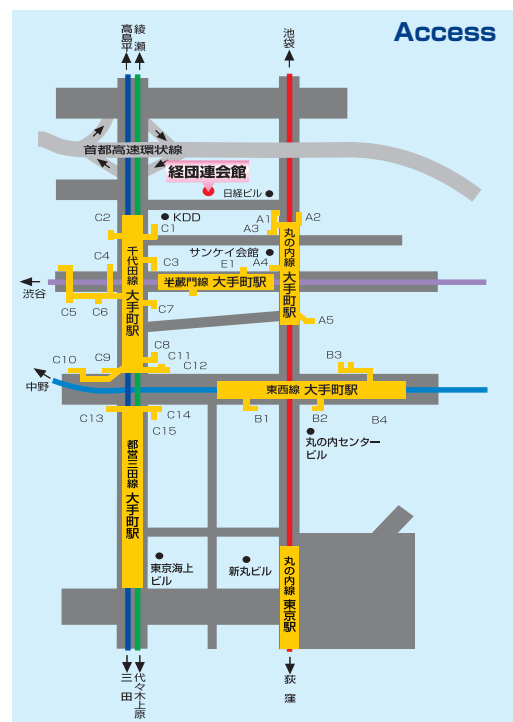 Access
高島平
綾瀬
池袋
首都高速環状線
経団連会館
日経ビル
C2
KDD
C1
A1
A2
A3
千代田線 大手町駅
丸の内線 大手町駅
サンケイ会館
C4
C3
E1
A4
半蔵門線 大手町駅
渋谷
C5
C6
C7
A5
C8
C9
C10
C11
C12
B3
中野
東西線 大手町駅
C13
C14
C15
B1
B2
B4
丸の内センター
ビル
都営三田線 大手町駅
東京海上
ビル
新丸ビル
丸の内線 東京駅
三田
代々木上原
荻窪